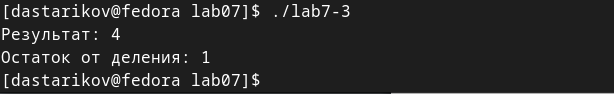 [dastarikov@fedora lab07]$ ./lab7-3
Результат: 4
Остаток от деления: 1
[dastarikov@fedora lab07]$